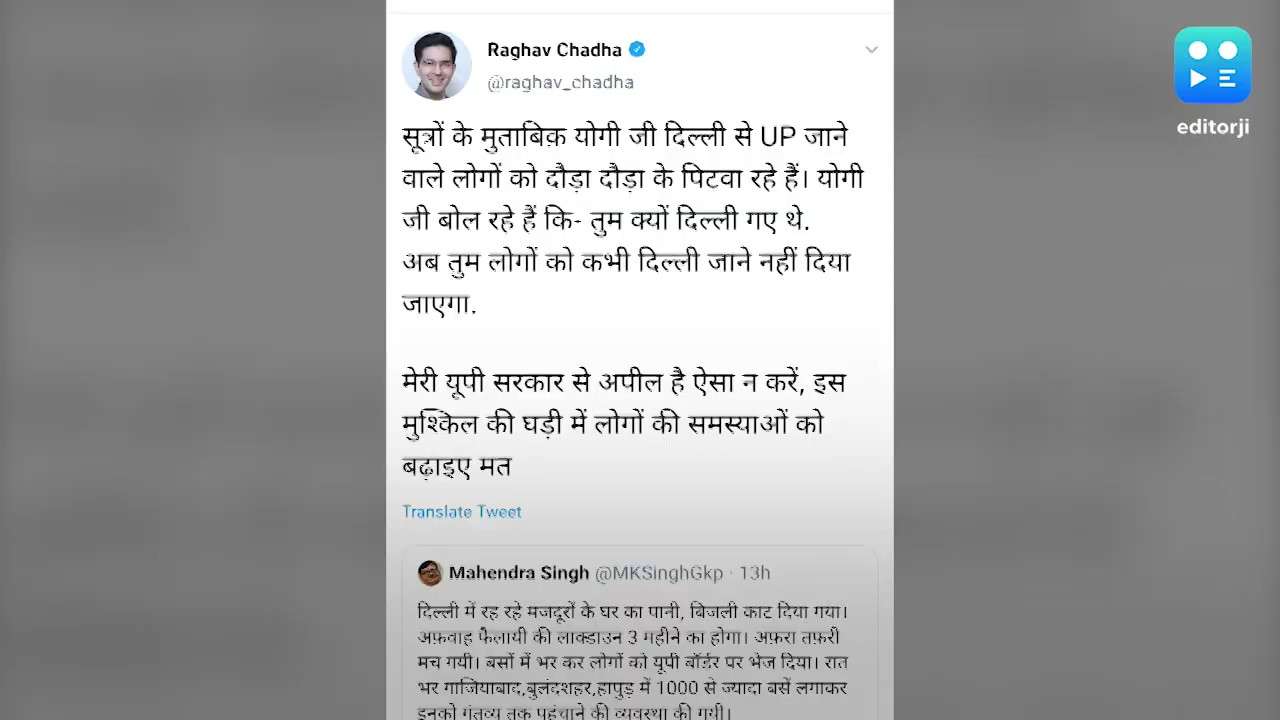 Raghav Chadha
@raghav_chadha
editorji
सूत्रों के मुताबिक़ योगी जी दिल्ली से UP जाने
वाले लोगों को दौड़ा दौड़ा के पिटवा रहे हैं। योगी
जी बोल रहे हैं कि- तुम क्यों दिल्ली गए थे.
अब तुम लोगों को कभी दिल्ली जाने नहीं दिया
जाएगा.
मेरी यूपी सरकार से अपील है ऐसा न करें, इस
मुश्किल की घड़ी में लोगों की समस्याओं को
बढ़ाइए मत
Translate Tweet
Mahendra Singh @MKSinghGkp · 13h
दिल्ली में रह रहे मजदूरों के घर का पानी, बिजली काट दिया गया।
अफ़वाह फैलायी की लाक्डाउन 3 महीने का होगा। अफ़रा तफ़री
मच गयी। बसों में भर कर लोगों को यूपी बॉर्डर पर भेज दिया। रात
भर गाजियाबाद,बुलंदशहर,हापुड़ में 1000 से ज्यादा बसें लगाकर
इनको गंतव्य तक पहुंचाने की व्यवस्था की गयी।